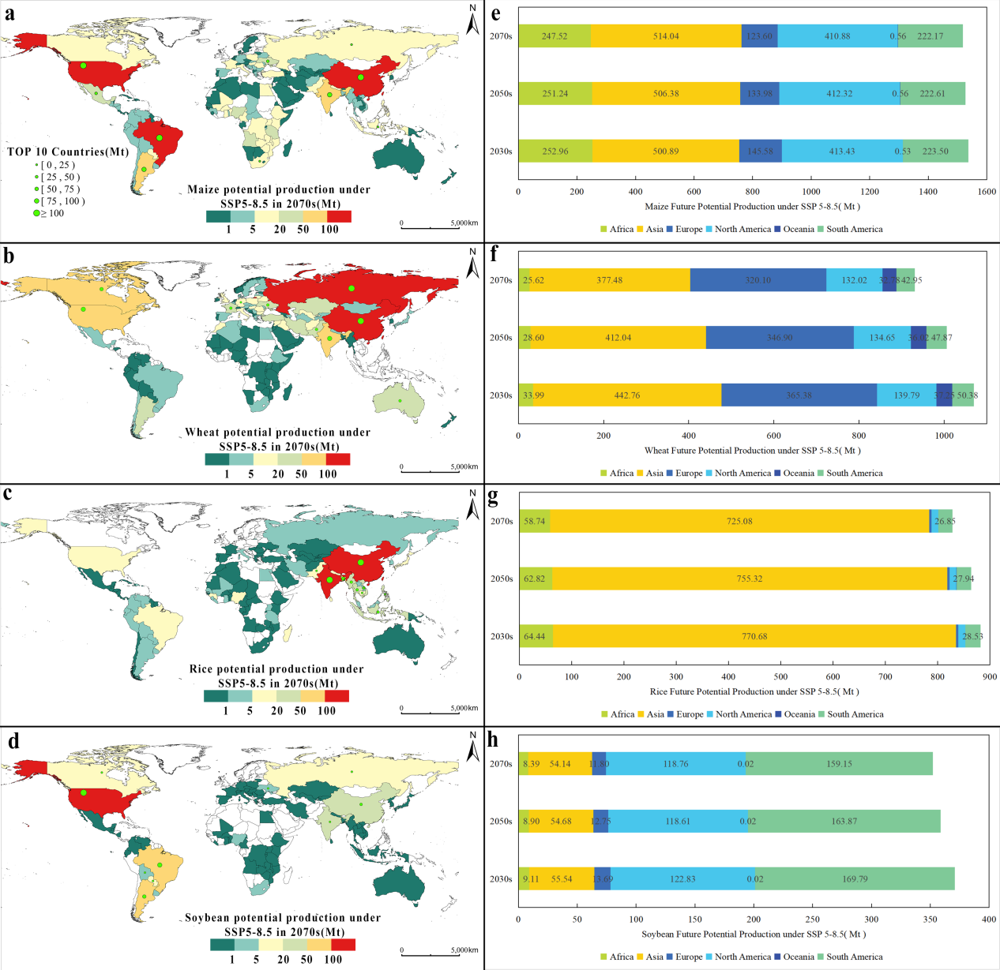 a
N
TOP 10 Countries(Mt)
[ 0 , 25 )
[ 25 , 50 )
[ 50 , 75 )
[ 75 , 100 )
≥ 100
Maize potential production under
SSP5-8.5 in 2070s(Mt)
1 5 20 50 100
0 5,000km
e
2070s 247.52 514.04 123.60 410.88 0.56 222.17
2050s 251.24 506.38 133.98 412.32 0.56 222.61
2030s 252.96 500.89 145.58 413.43 0.53 223.50
0 200 400 600 800 1000 1200 1400 1600
Maize Future Potential Production under SSP 5-8.5( Mt )
Africa Asia Europe North America Oceania South America
b
N
Wheat potential production under
SSP5-8.5 in 2070s(Mt)
1 5 20 50 100
0 5,000km
f
2070s 25.62 377.48 320.10 132.02 32.78 42.95
2050s 28.60 412.04 346.90 134.65 36.02 47.87
2030s 33.99 442.76 365.38 139.79 37.25 50.38
0 200 400 600 800 1000
Wheat Future Potential Production under SSP 5-8.5( Mt )
Africa Asia Europe North America Oceania South America
c
N
Rice potential production under
SSP5-8.5 in 2070s(Mt)
1 5 20 50 100
0 5,000km
g
2070s 58.74 725.08 26.85
2050s 62.82 755.32 27.94
2030s 64.44 770.68 28.53
0 100 200 300 400 500 600 700 800 900
Rice Future Potential Production under SSP 5-8.5( Mt )
Africa Asia Europe North America Oceania South America
d
N
Soybean potential production under
SSP5-8.5 in 2070s(Mt)
1 5 20 50 100
0 5,000km
h
2070s 8.39 54.14 11.80 118.76 0.02 159.15
2050s 8.90 54.68 12.75 118.61 0.02 163.87
2030s 9.11 55.54 13.69 122.83 0.02 169.79
0 50 100 150 200 250 300 350 400
Soybean Future Potential Production under SSP 5-8.5( Mt )
Africa Asia Europe North America Oceania South America